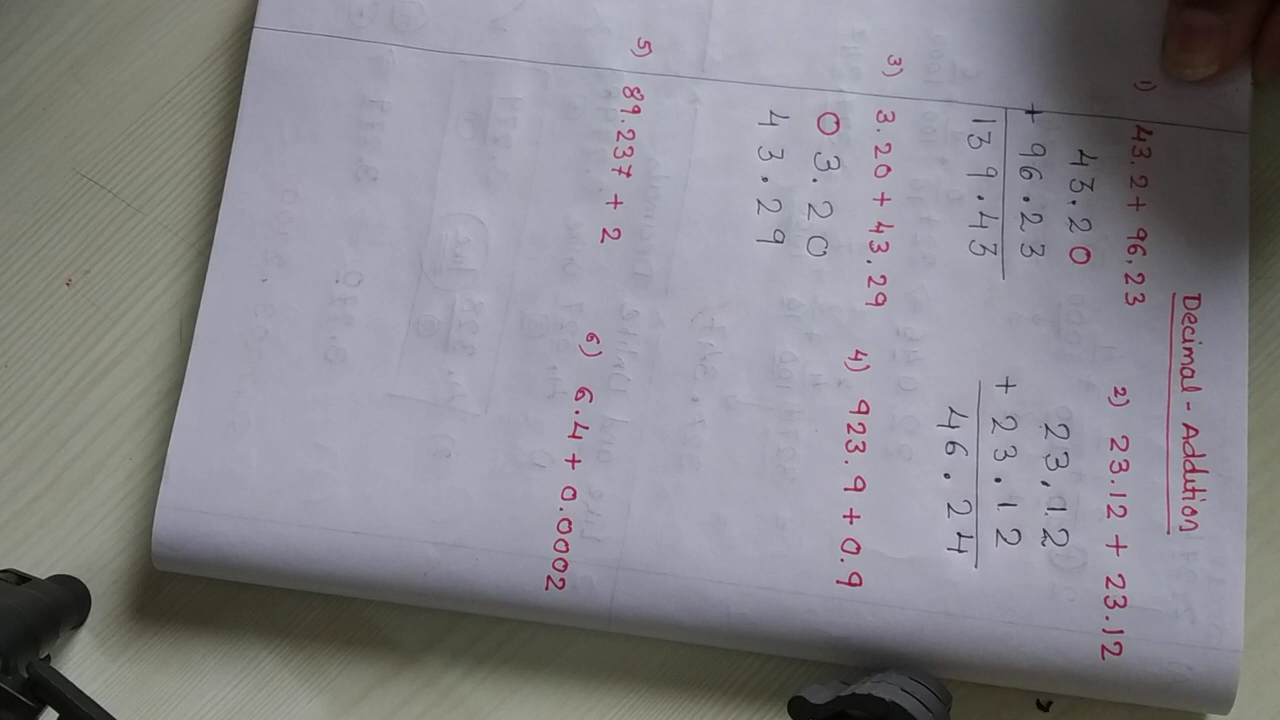 Decimal - Addition
1) 43.2 + 96.23
43.20
+ 96.23
139.43
2) 23.12 + 23.12
23.12
+ 23.12
46.24
3) 3.20 + 43.29
03.20
43.29
4) 923.9 + 0.9
5) 89.237 + 2
6) 6.4 + 0.0002